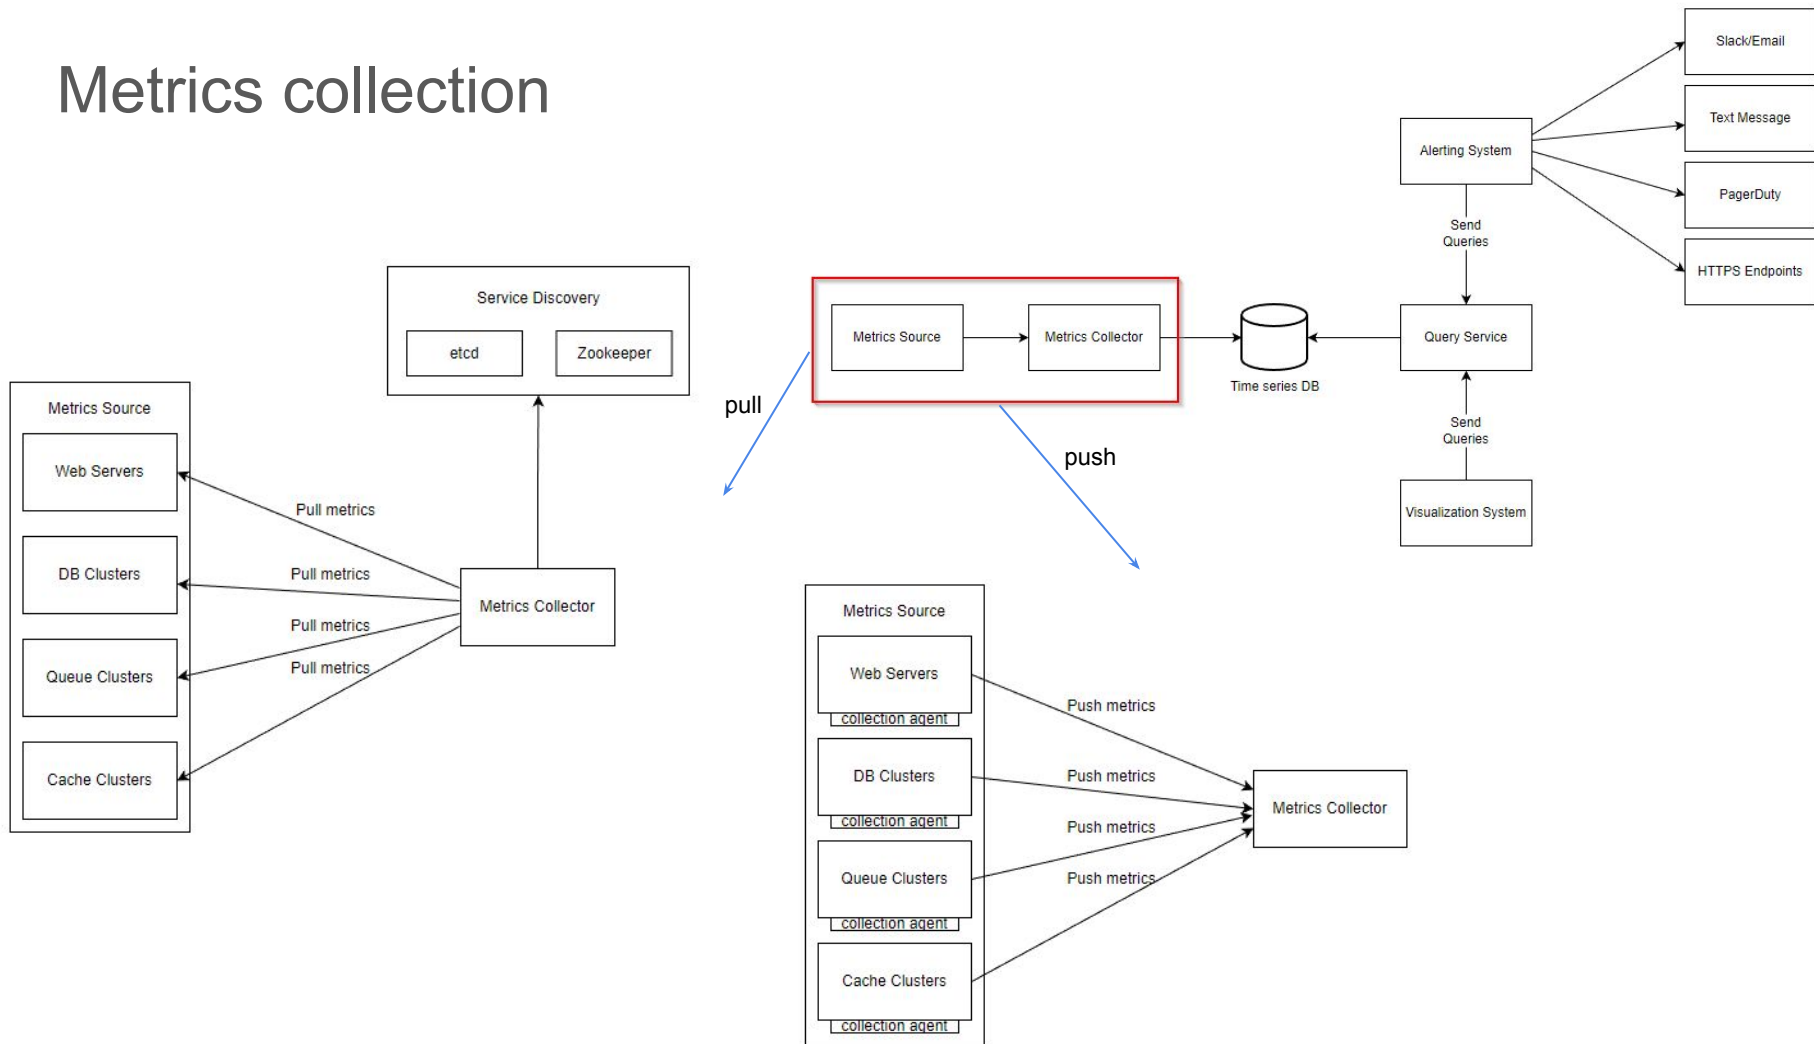 Metrics collection
Slack/Email
Text Message
Alerting System
PagerDuty
Send
Queries
HTTPS Endpoints
Service Discovery
etcd
Zookeeper
Metrics Source
Metrics Collector
Query Service
Time series DB
pull
push
Send
Queries
Visualization System
Metrics Source
Web Servers
DB Clusters
Queue Clusters
Cache Clusters
Pull metrics
Pull metrics
Pull metrics
Pull metrics
Metrics Collector
Metrics Source
Web Servers
collection agent
DB Clusters
collection agent
Queue Clusters
collection agent
Cache Clusters
collection agent
Push metrics
Push metrics
Push metrics
Push metrics
Metrics Collector